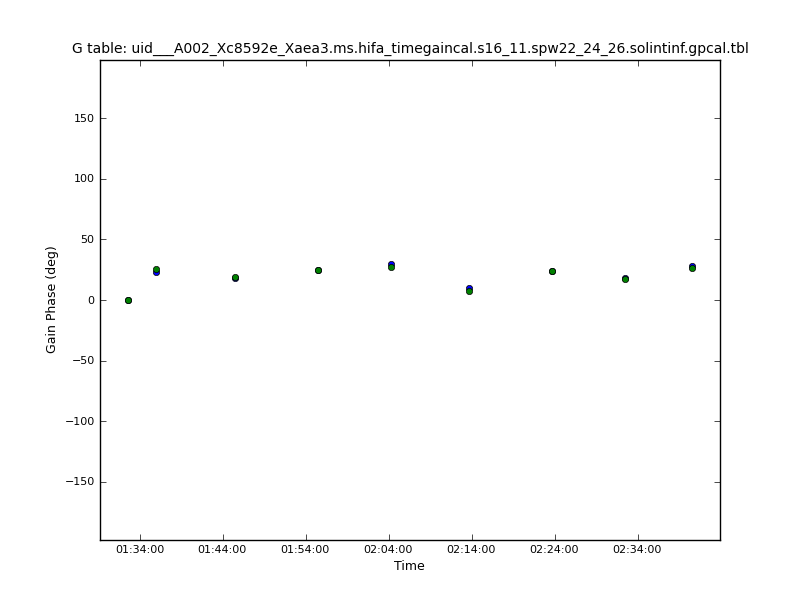 G table: uid___A002_Xc8592e_Xaea3.ms.hifa_timegaincal.s16_11.spw22_24_26.solintinf.gpcal.tbl
150
100
50
0
−50
−100
−150
Gain Phase (deg)
01:34:00 01:44:00 01:54:00 02:04:00 02:14:00 02:24:00 02:34:00
Time